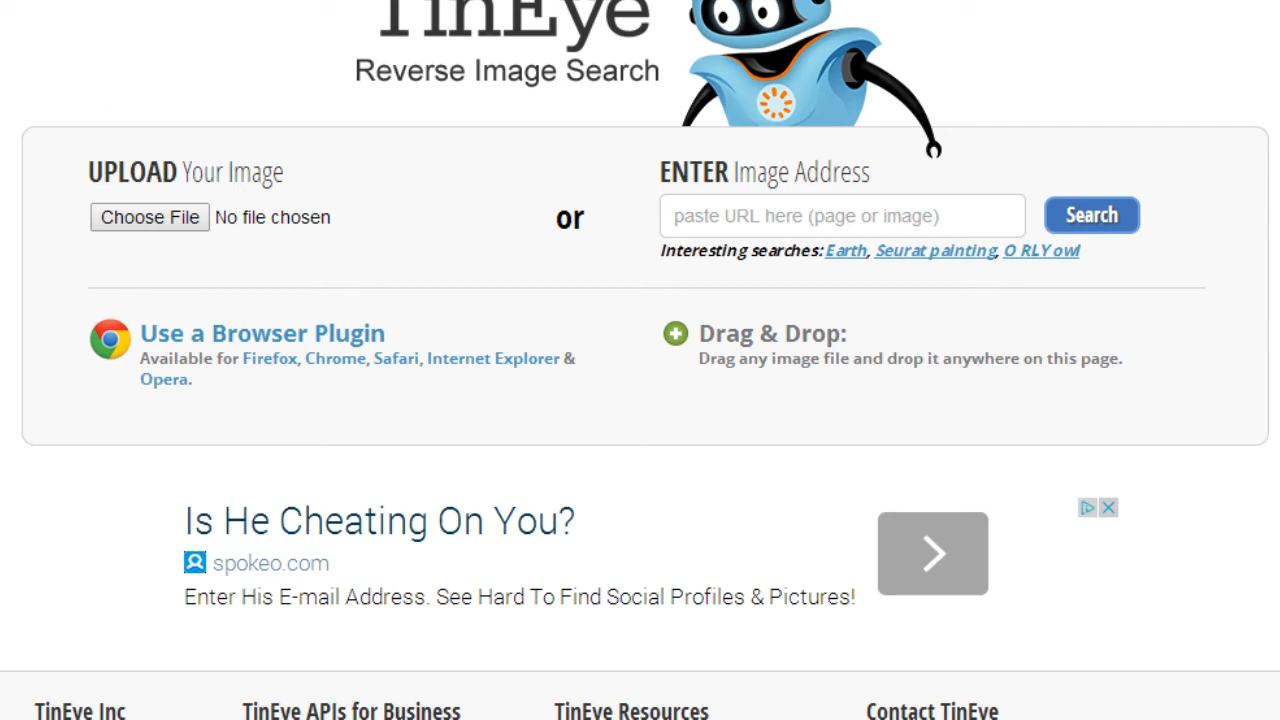 TinEye
Reverse Image Search
UPLOAD Your Image
Choose File No file chosen
or
ENTER Image Address
paste URL here (page or image)
Search
Interesting searches: Earth, Seurat painting, O RLY owl
Use a Browser Plugin
Available for Firefox, Chrome, Safari, Internet Explorer &
Opera.
Drag & Drop:
Drag any image file and drop it anywhere on this page.
Is He Cheating On You?
spokeo.com
Enter His E-mail Address. See Hard To Find Social Profiles & Pictures!
TinEye Inc
TinEye APIs for Business
TinEye Resources
Contact TinEye